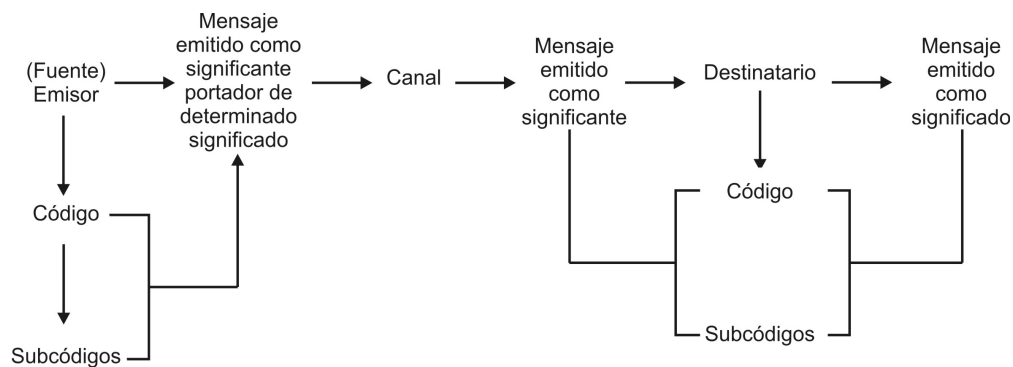 (Fuente)
Emisor
Mensaje
emitido como
significante
portador de
determinado
significado
Canal
Mensaje
emitido
como
significante
Destinatario
Mensaje
emitido
como
significado
Código
Subcódigos
Código
Subcódigos